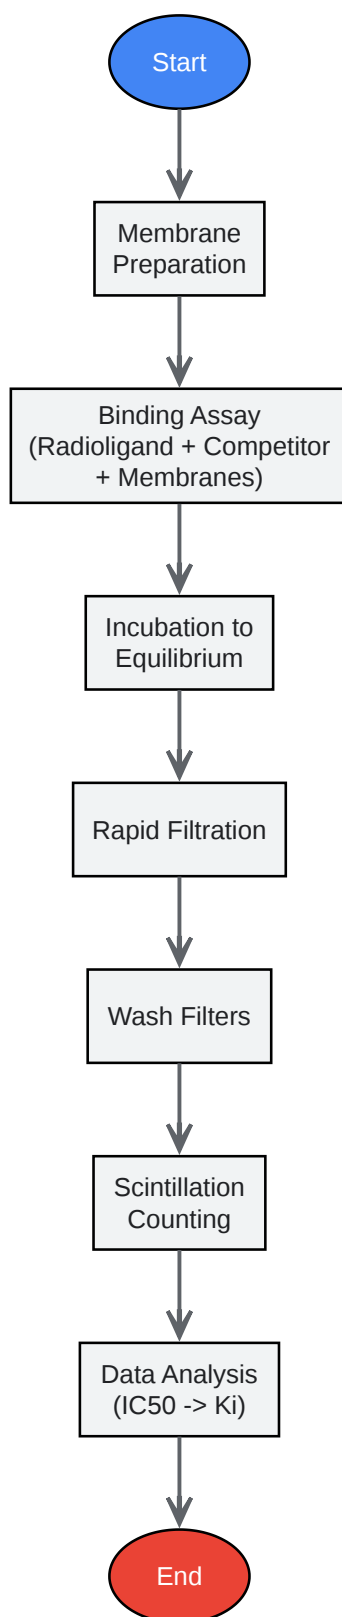 Start
Membrane
Preparation
Binding Assay
(Radioligand + Competitor
+ Membranes)
Incubation to
Equilibrium
Rapid Filtration
Wash Filters
Scintillation
Counting
Data Analysis
(IC50 -> Ki)
End